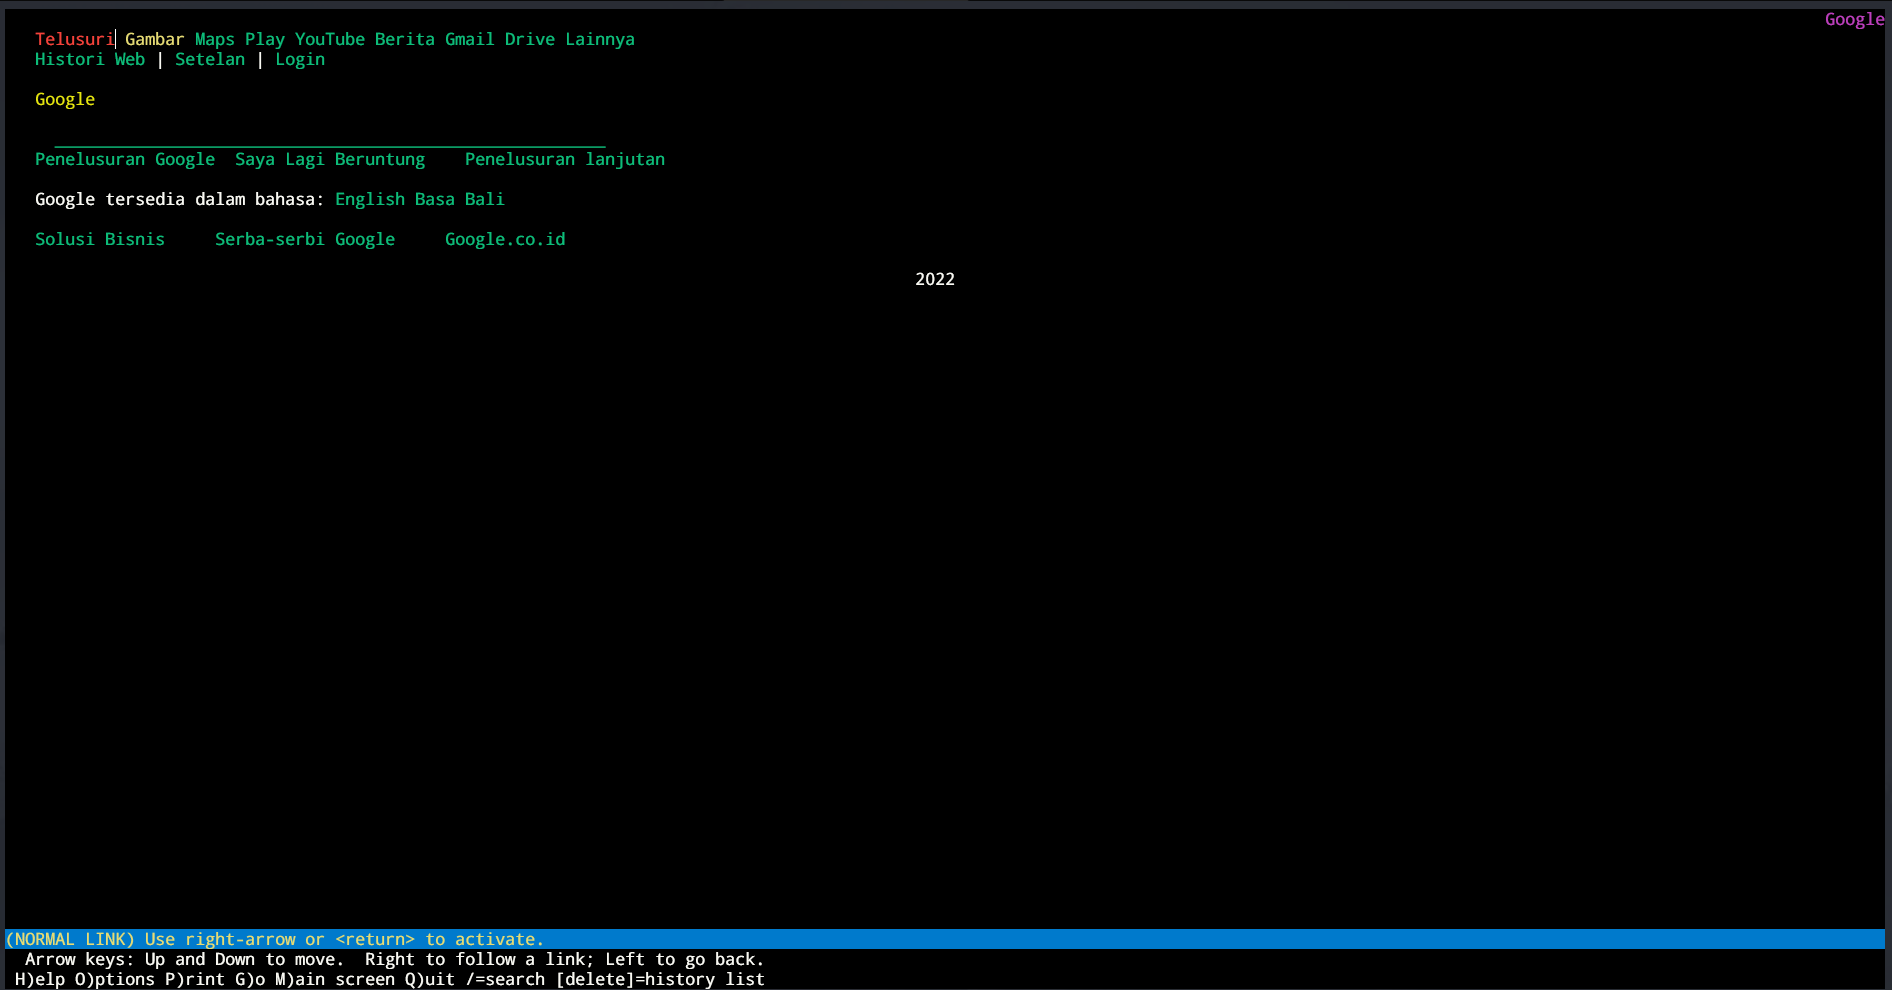 Google
Telusuri Gambar Maps Play YouTube Berita Gmail Drive Lainnya
Histori Web | Setelan | Login
Google
Penelusuran Google  Saya Lagi Beruntung    Penelusuran lanjutan
Google tersedia dalam bahasa: English Basa Bali
Solusi Bisnis     Serba-serbi Google     Google.co.id
2022
(NORMAL LINK) Use right-arrow or <return> to activate.
Arrow keys: Up and Down to move.  Right to follow a link; Left to go back.
H)elp O)ptions P)rint G)o M)ain screen Q)uit /=search [delete]=history list